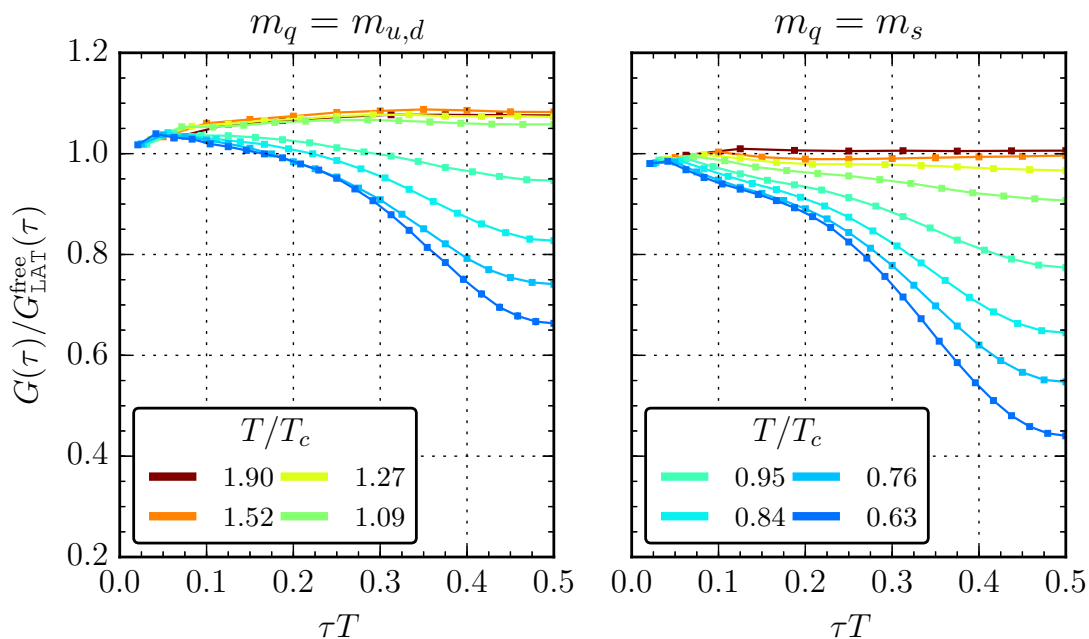 m_q = m_{u,d}
m_q = m_s
G(τ)/G_{LAT}^{free}(τ)
1.2
1.0
0.8
0.6
0.4
0.2
T/T_c
1.90 1.27
1.52 1.09
T/T_c
0.95 0.76
0.84 0.63
0.0 0.1 0.2 0.3 0.4 0.5
0.0 0.1 0.2 0.3 0.4 0.5
τT
τT